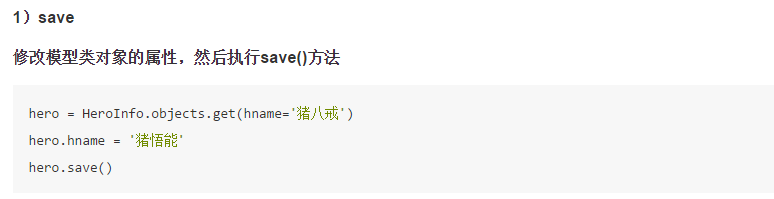 1）save
修改模型类对象的属性，然后执行save()方法
hero = HeroInfo.objects.get(hname='猪八戒')
hero.hname = '猪悟能'
hero.save()